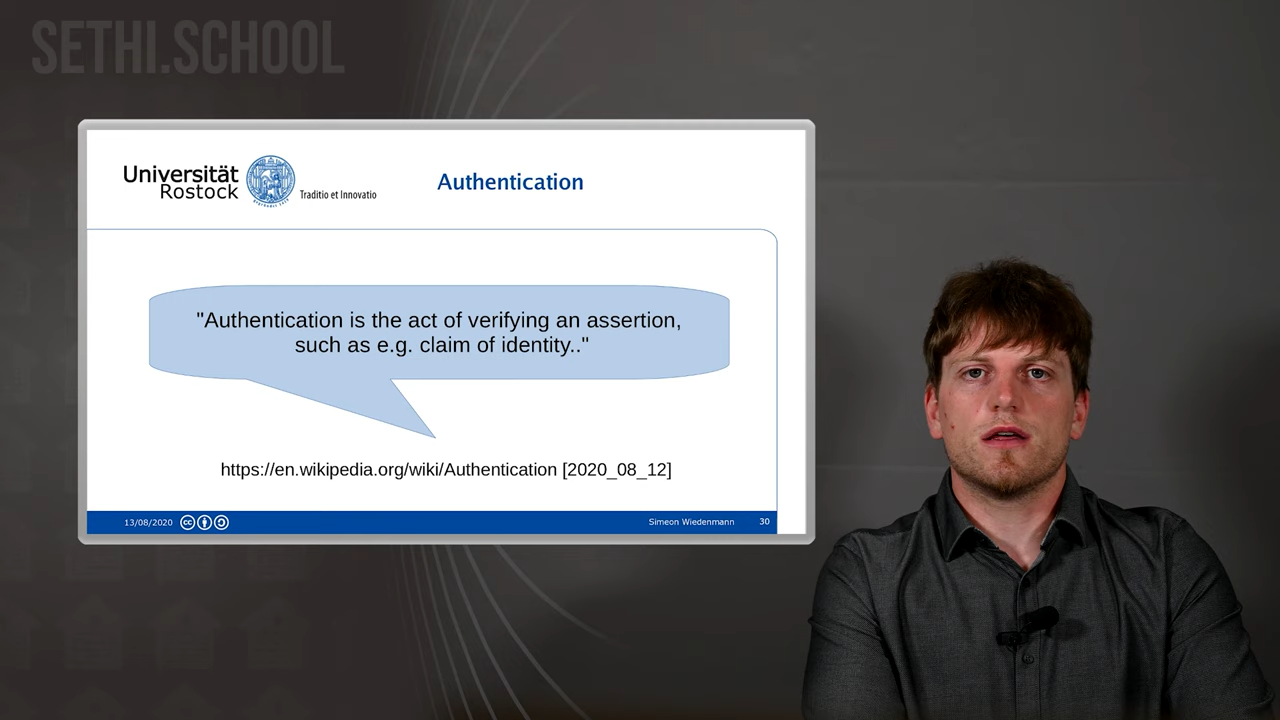 SETHI.SCHOOL
Universität
Rostock
Traditio et Innovatio
Authentication
"Authentication is the act of verifying an assertion,
such as e.g. claim of identity.."
https://en.wikipedia.org/wiki/Authentication [2020_08_12]
13/08/2020
cc
Simeon Wiedenmann
30